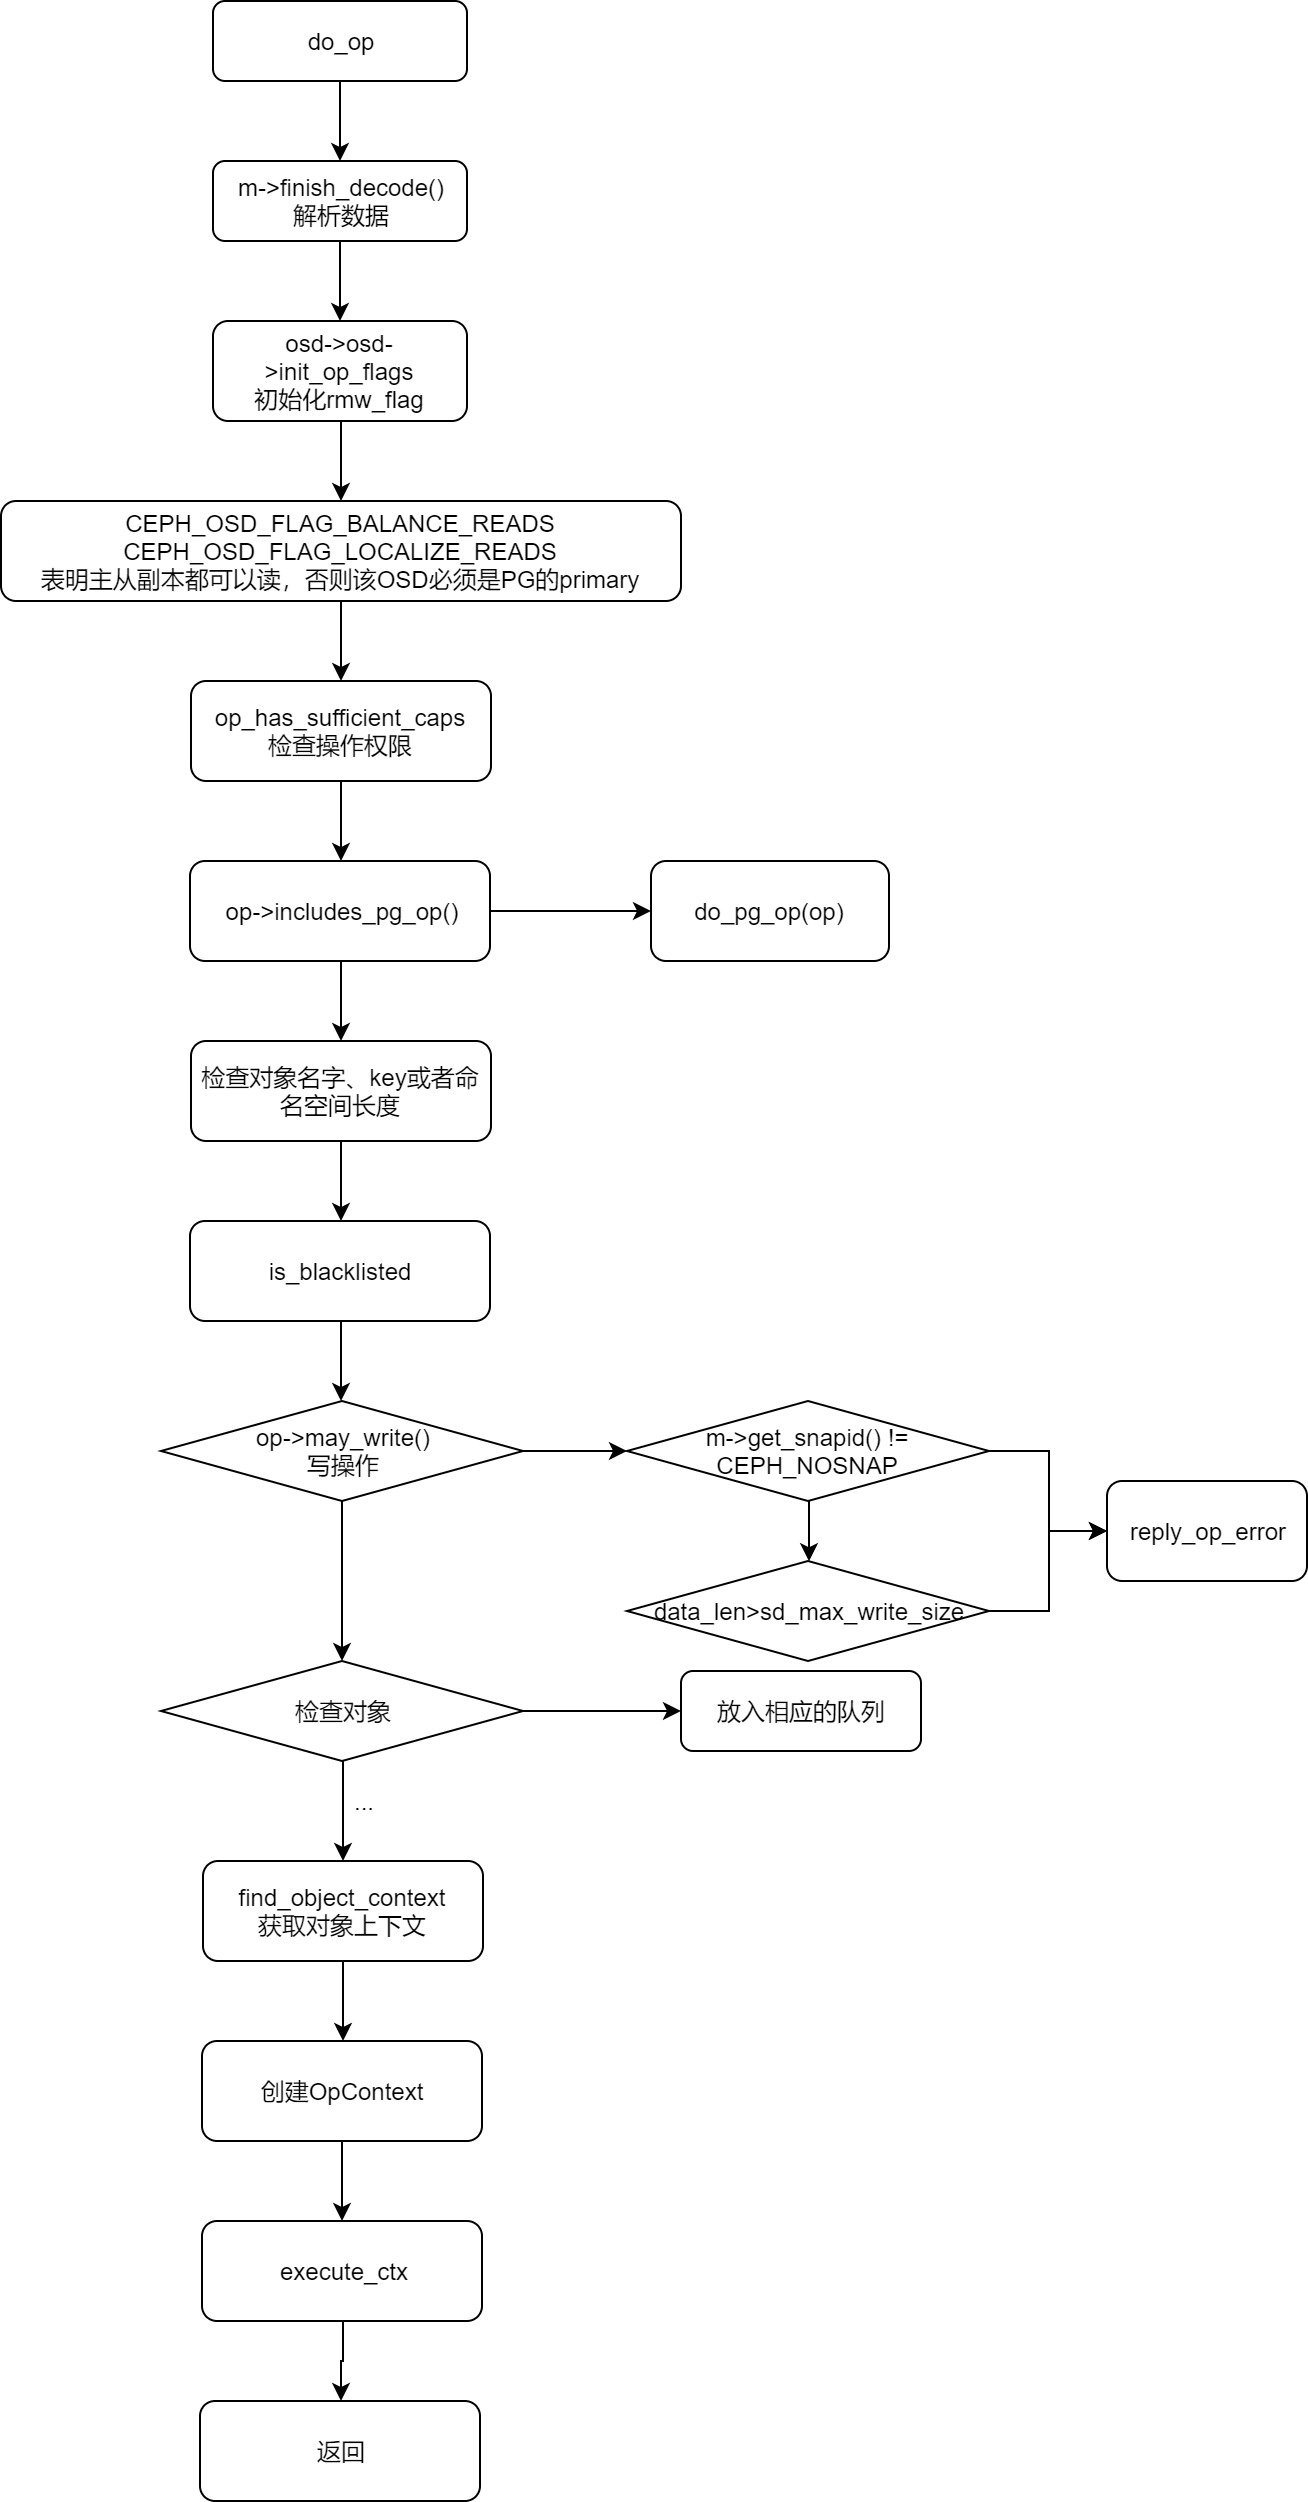 do_op
m->finish_decode()
解析数据
osd->osd-
>init_op_flags
初始化rmw_flag
CEPH_OSD_FLAG_BALANCE_READS
CEPH_OSD_FLAG_LOCALIZE_READS
表明主从副本都可以读，否则该OSD必须是PG的primary
op_has_sufficient_caps
检查操作权限
op->includes_pg_op()
do_pg_op(op)
检查对象名字、key或者命
名空间长度
is_blacklisted
op->may_write()
写操作
m->get_snapid() !=
CEPH_NOSNAP
reply_op_error
data_len>sd_max_write_size
检查对象
放入相应的队列
...
find_object_context
获取对象上下文
创建OpContext
execute_ctx
返回